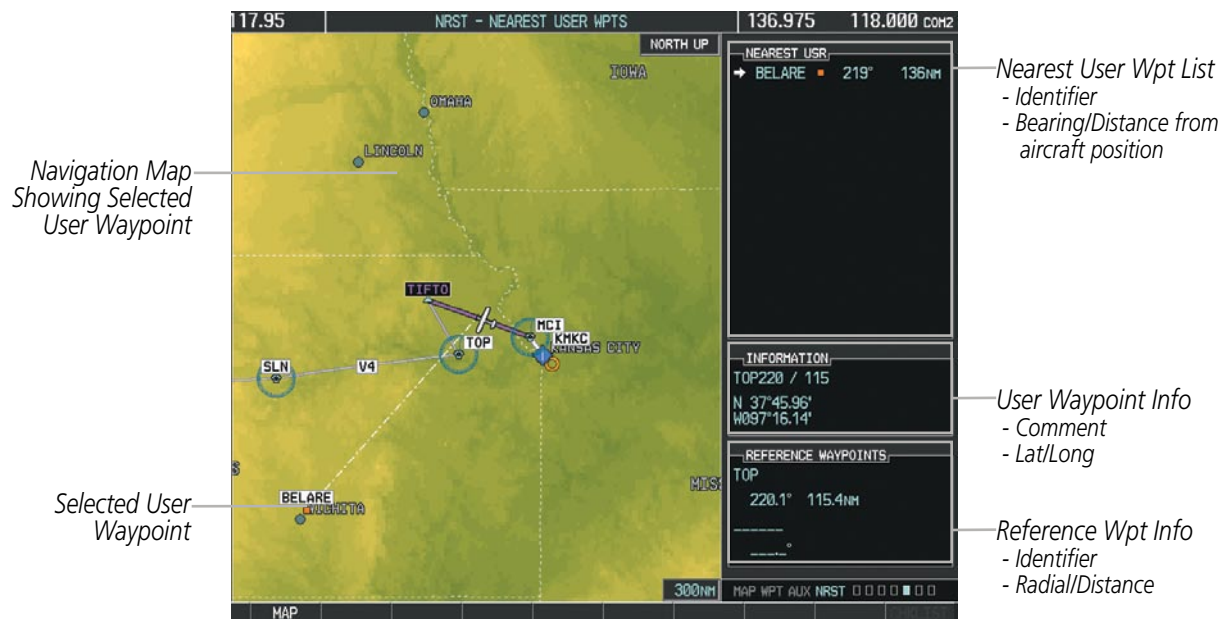 117.95 NRST - NEAREST USER WPTS 136.975 118.000 COM2
NORTH UP
IOWA
OMAHA
LINCOLN
TIFTO
MCI
KMKC
KANSAS CITY
TOP
SLN
V4
BELARE
WICHITA
MIS
300NM
MAP
NEAREST USR
BELARE 219° 136NM
INFORMATION
TOP220 / 115
N 37°45.96'
W097°16.14'
REFERENCE WAYPOINTS
TOP
220.1° 115.4NM
______
___._°
MAP WPT AUX NRST
CHKLIST
Navigation Map
Showing Selected
User Waypoint
Selected User
Waypoint
Nearest User Wpt List
- Identifier
- Bearing/Distance from
aircraft position
User Waypoint Info
- Comment
- Lat/Long
Reference Wpt Info
- Identifier
- Radial/Distance